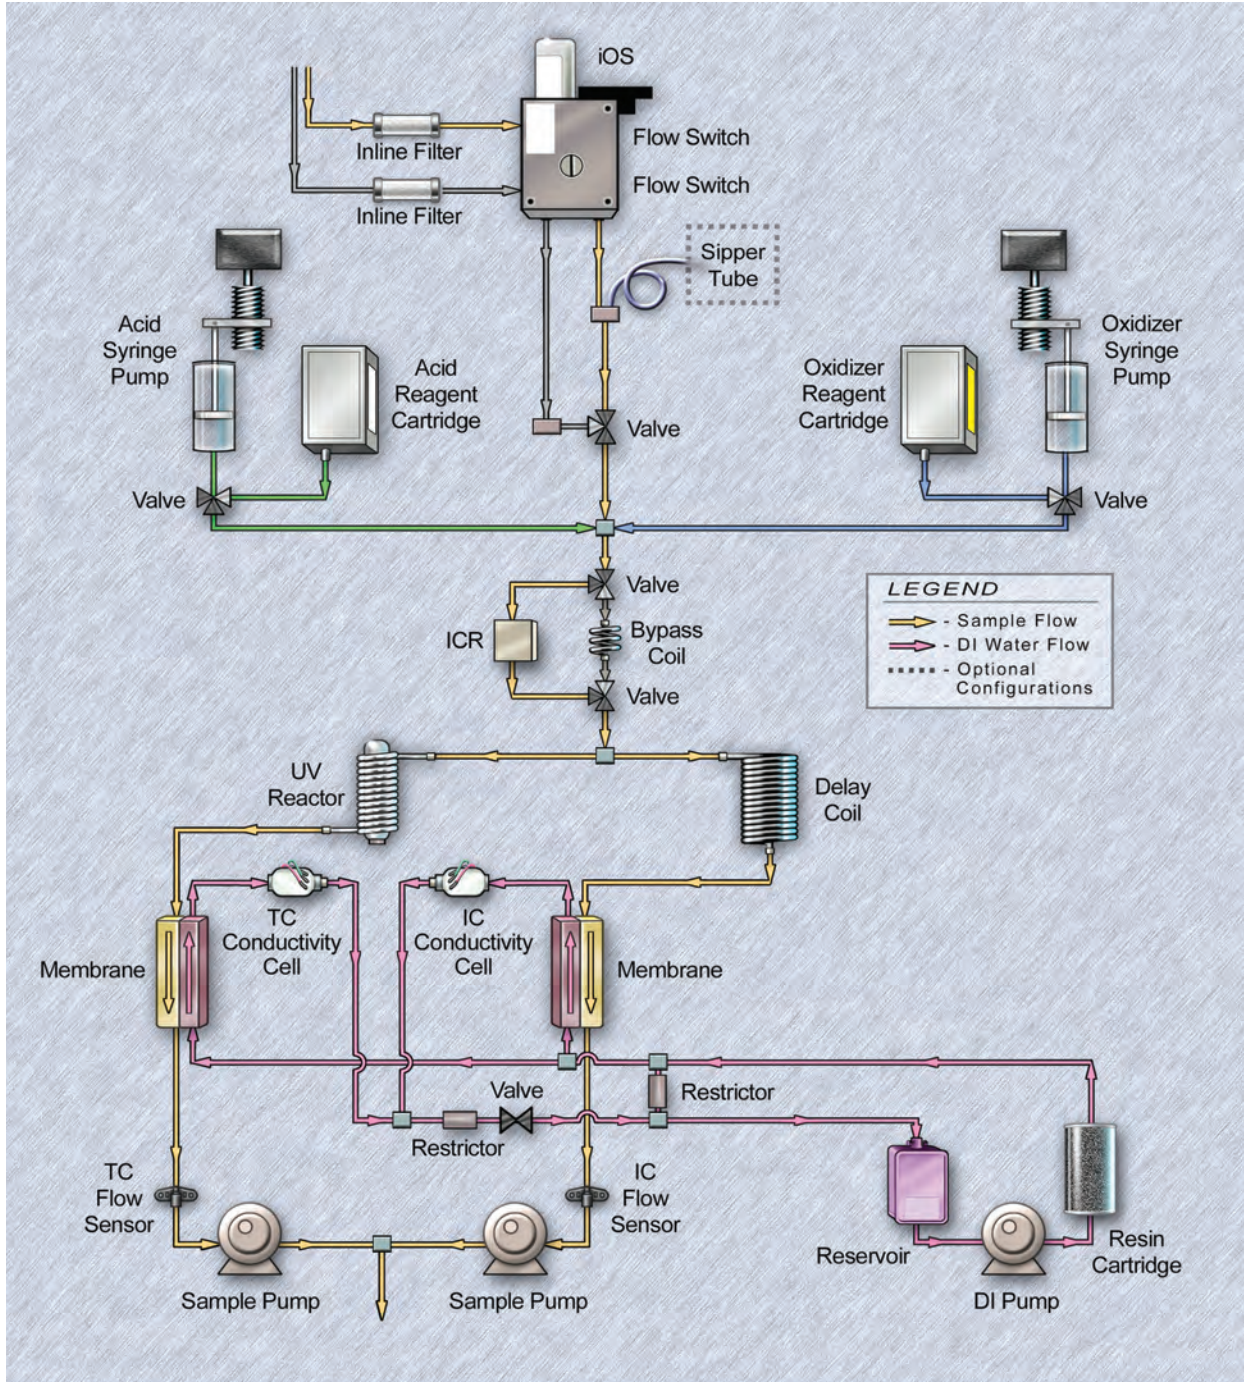 iOS
Flow Switch
Inline Filter
Flow Switch
Inline Filter
Sipper
Tube
Acid
Syringe
Pump
Acid
Reagent
Cartridge
Oxidizer
Reagent
Cartridge
Oxidizer
Syringe
Pump
Valve
Valve
Valve
Valve
ICR
Bypass
Coil
Valve
LEGEND
- Sample Flow
- DI Water Flow
- Optional
Configurations
UV
Reactor
Delay
Coil
TC
Conductivity
Cell
IC
Conductivity
Cell
Membrane
Membrane
Valve
Restrictor
Restrictor
TC
Flow
Sensor
IC
Flow
Sensor
Reservoir
Resin
Cartridge
Sample Pump
Sample Pump
DI Pump